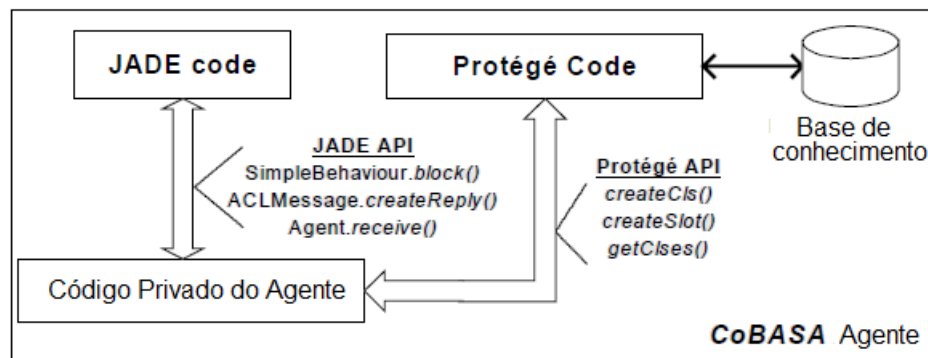 JADE code
Protégé Code
JADE API
SimpleBehaviour.block()
ACLMessage.createReply()
Agent.receive()
Protégé API
createCls()
createSlot()
getClses()
Base de
conhecimento
Código Privado do Agente
CoBASA Agente